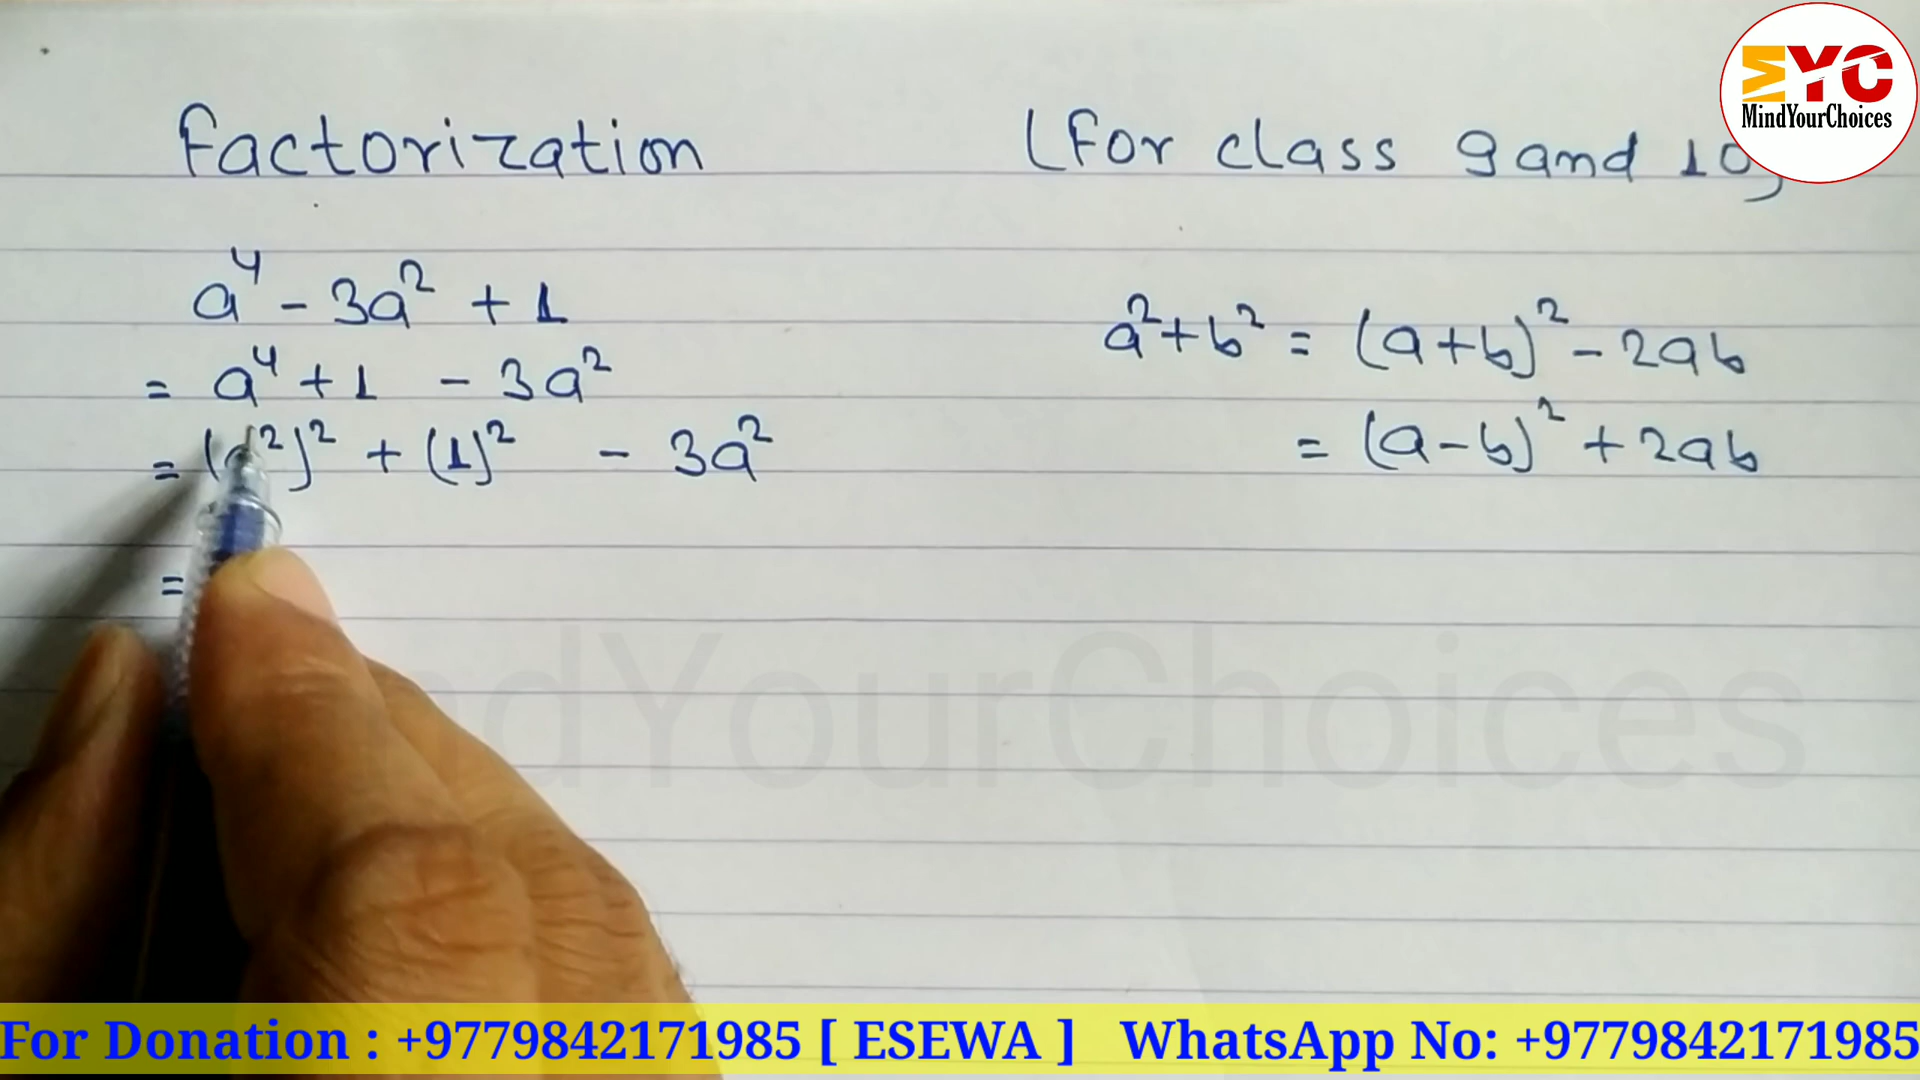 MYC
MindYourChoices
Factorization (For class 9 and 10)
a⁴ - 3a² + 1
= a⁴ + 1 - 3a²
= (a²)² + (1)² - 3a²
=
a² + b² = (a+b)² - 2ab
= (a-b)² + 2ab
MindYourChoices
For Donation : +9779842171985 [ ESEWA ] WhatsApp No: +9779842171985